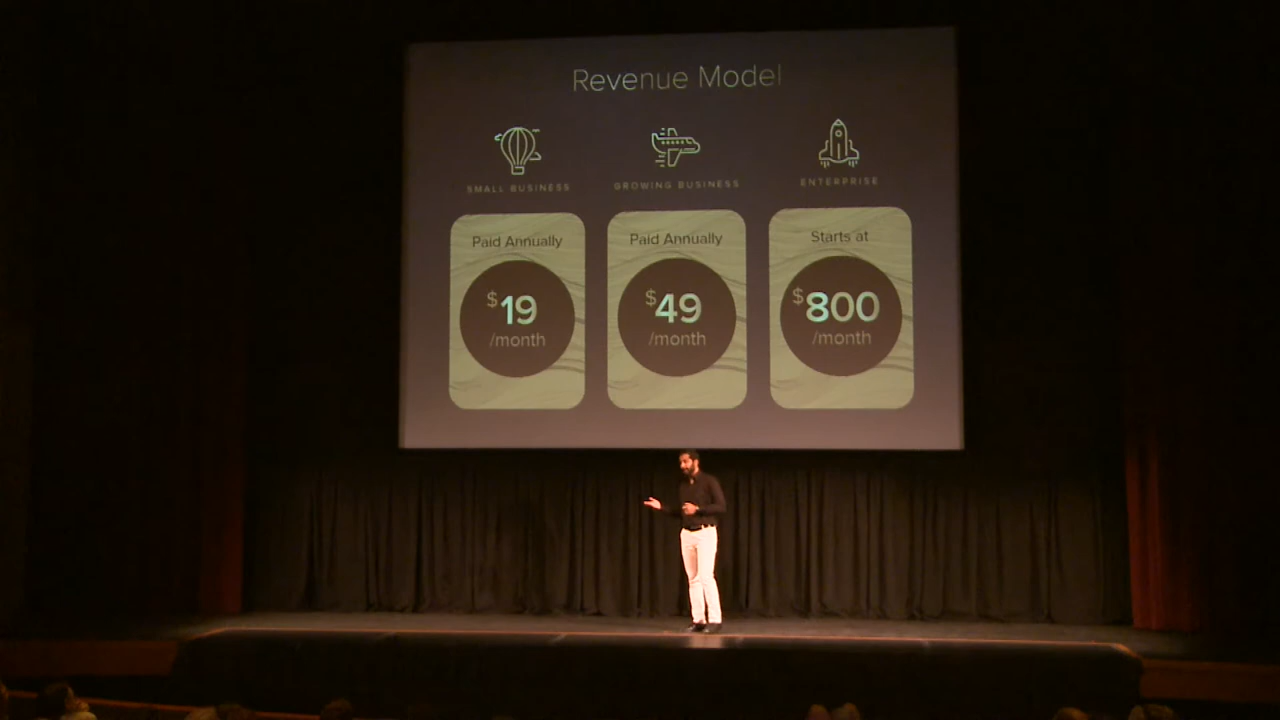 Revenue Model
SMALL BUSINESS
GROWING BUSINESS
ENTERPRISE
Paid Annually
$19
/month
Paid Annually
$49
/month
Starts at
$800
/month